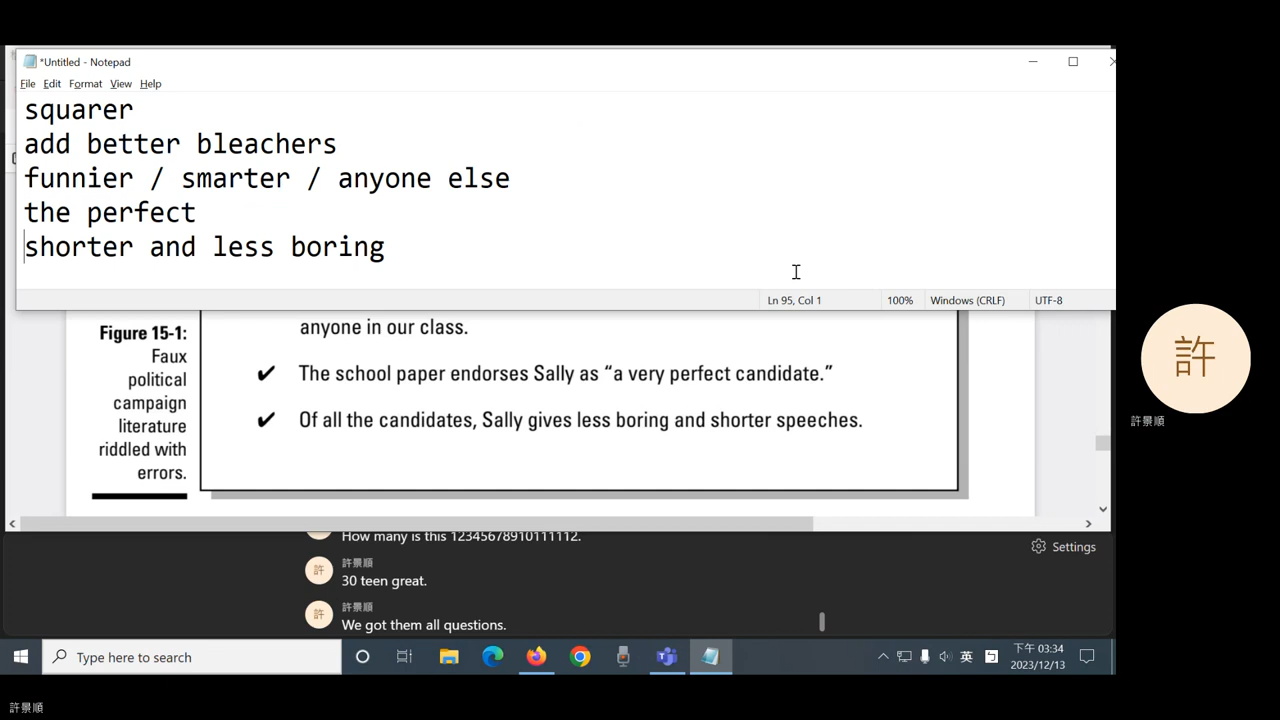 *Untitled - Notepad
File Edit Format View Help
squarer
add better bleachers
funnier / smarter / anyone else
the perfect
shorter and less boring
Ln 95, Col 1 100% Windows (CRLF) UTF-8
Figure 15-1:
Faux
political
campaign
literature
riddled with
errors.
anyone in our class.
✔ The school paper endorses Sally as “a very perfect candidate.”
✔ Of all the candidates, Sally gives less boring and shorter speeches.
許
許景順
How many is this 12345678910111112.
Settings
許景順
許
30 teen great.
許景順
許
We got them all questions.
Type here to search
英
下午 03:34
2023/12/13
許景順